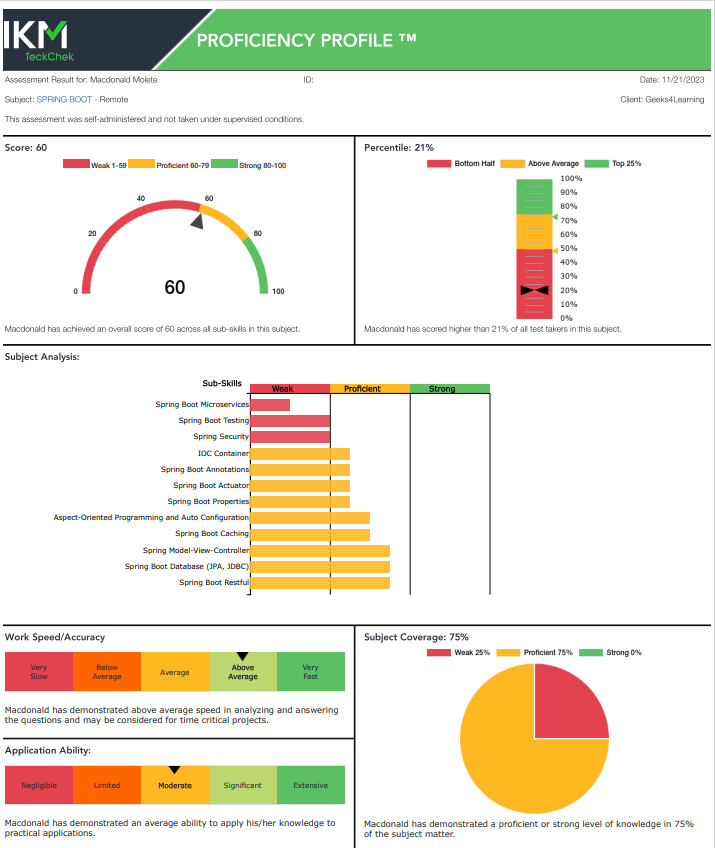 IKM
TeckChek
PROFICIENCY PROFILE ™
Assessment Result for: Macdonald Molete
ID:
Date: 11/21/2023
Subject: SPRING BOOT - Remote
Client: Geeks4Learning
This assessment was self-administered and not taken under supervised conditions.
Score: 60
Weak 1-59 Proficient 60-79 Strong 80-100
0
20
40
60
80
100
60
Macdonald has achieved an overall score of 60 across all sub-skills in this subject.
Percentile: 21%
Bottom Half Above Average Top 25%
100%
90%
80%
70%
60%
50%
40%
30%
20%
10%
0%
Macdonald has scored higher than 21% of all test takers in this subject.
Subject Analysis:
Sub-Skills Weak Proficient Strong
Spring Boot Microservices
Spring Boot Testing
Spring Security
IOC Container
Spring Boot Annotations
Spring Boot Actuator
Spring Boot Properties
Aspect-Oriented Programming and Auto Configuration
Spring Boot Caching
Spring Model-View-Controller
Spring Boot Database (JPA, JDBC)
Spring Boot Restful
Work Speed/Accuracy
Very Slow
Below Average
Average
Above Average
Very Fast
Macdonald has demonstrated above average speed in analyzing and answering
the questions and may be considered for time critical projects.
Application Ability:
Negligible
Limited
Moderate
Significant
Extensive
Macdonald has demonstrated an average ability to apply his/her knowledge to
practical applications.
Subject Coverage: 75%
Weak 25% Proficient 75% Strong 0%
Macdonald has demonstrated a proficient or strong level of knowledge in 75%
of the subject matter.